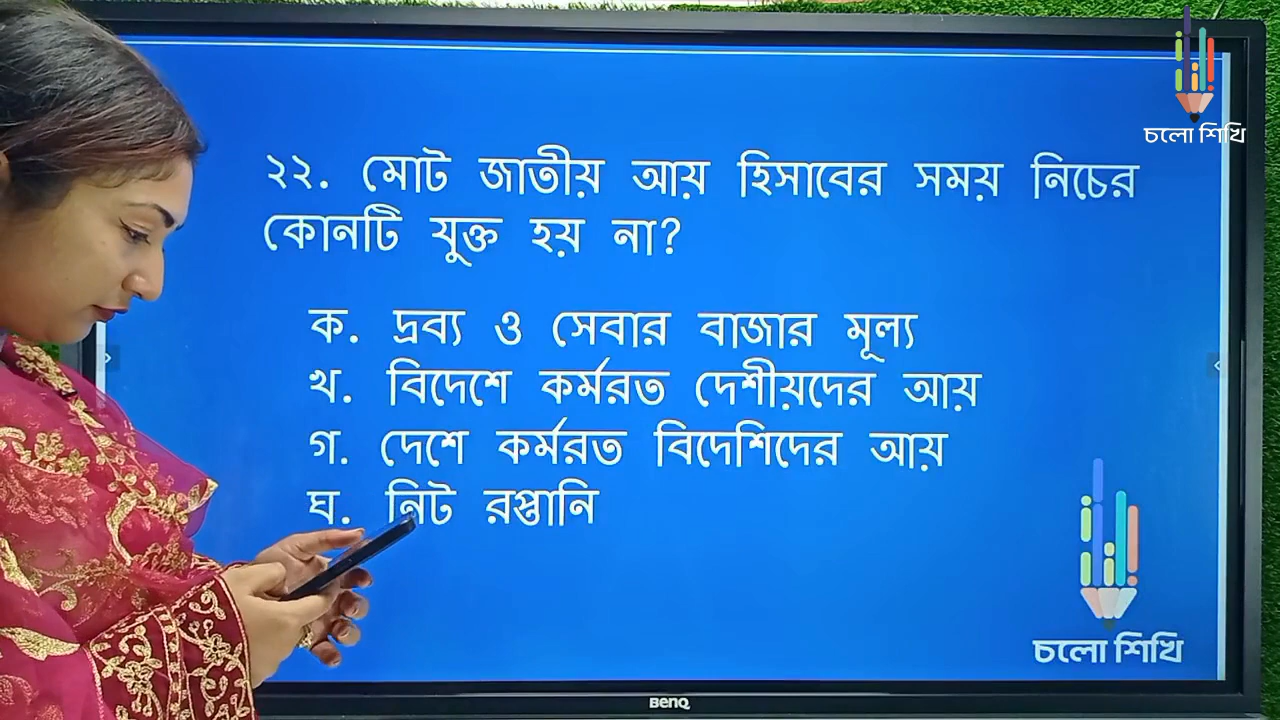 চলো শিখি
২২. মোট জাতীয় আয় হিসাবের সময় নিচের
কোনটি যুক্ত হয় না?
ক. দ্রব্য ও সেবার বাজার মূল্য
খ. বিদেশে কর্মরত দেশীয়দের আয়
গ. দেশে কর্মরত বিদেশিদের আয়
ঘ. নিট রপ্তানি
চলো শিখি
BenQ